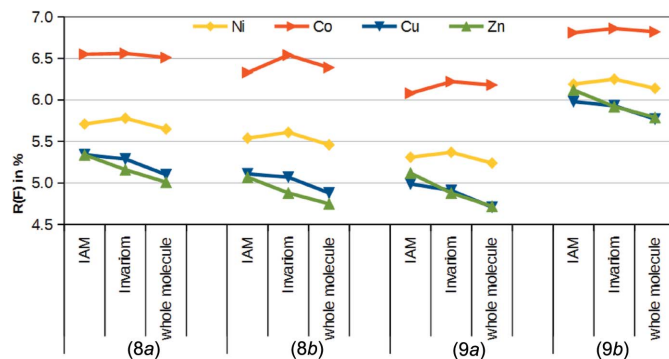 Ni Co Cu Zn
7.0
6.5
6.0
5.5
5.0
4.5
R(F) in %
IAM
Invariom
whole molecule
IAM
Invariom
whole molecule
IAM
Invariom
whole molecule
IAM
Invariom
whole molecule
(8a) (8b) (9a) (9b)